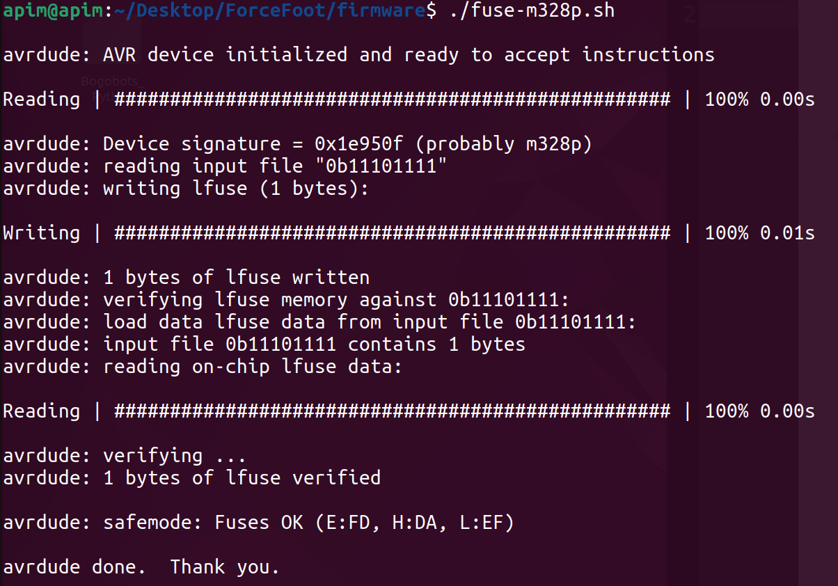 apim@apim:~/Desktop/ForceFoot/firmware$ ./fuse-m328p.sh
avrdude: AVR device initialized and ready to accept instructions
Reading | ################################################## | 100% 0.00s
avrdude: Device signature = 0x1e950f (probably m328p)
avrdude: reading input file "0b11101111"
avrdude: writing lfuse (1 bytes):
Writing | ################################################## | 100% 0.01s
avrdude: 1 bytes of lfuse written
avrdude: verifying lfuse memory against 0b11101111:
avrdude: load data lfuse data from input file 0b11101111:
avrdude: input file 0b11101111 contains 1 bytes
avrdude: reading on-chip lfuse data:
Reading | ################################################## | 100% 0.00s
avrdude: verifying ...
avrdude: 1 bytes of lfuse verified
avrdude: safemode: Fuses OK (E:FD, H:DA, L:EF)
avrdude done.  Thank you.